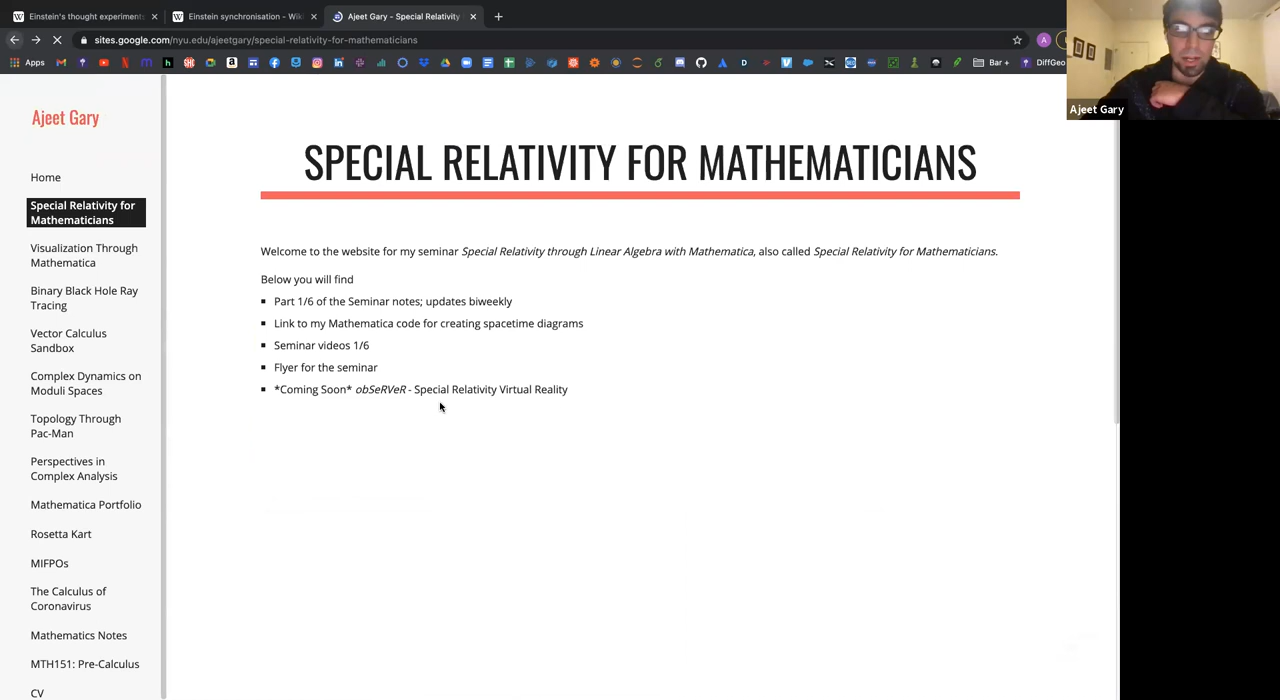 Einstein's thought experiments
Einstein synchronisation - Wiki
Ajeet Gary - Special Relativity
sites.google.com/nyu.edu/ajeetgary/special-relativity-for-mathematicians
A
Apps
Bar +
DiffGeo
Ajeet Gary
Ajeet Gary
Home
Special Relativity for
Mathematicians
Visualization Through
Mathematica
Binary Black Hole Ray
Tracing
Vector Calculus
Sandbox
Complex Dynamics on
Moduli Spaces
Topology Through
Pac-Man
Perspectives in
Complex Analysis
Mathematica Portfolio
Rosetta Kart
MIFPOs
The Calculus of
Coronavirus
Mathematics Notes
MTH151: Pre-Calculus
CV
SPECIAL RELATIVITY FOR MATHEMATICIANS
Welcome to the website for my seminar Special Relativity through Linear Algebra with Mathematica, also called Special Relativity for Mathematicians.
Below you will find
Part 1/6 of the Seminar notes; updates biweekly
Link to my Mathematica code for creating spacetime diagrams
Seminar videos 1/6
Flyer for the seminar
*Coming Soon* obSeRVeR - Special Relativity Virtual Reality